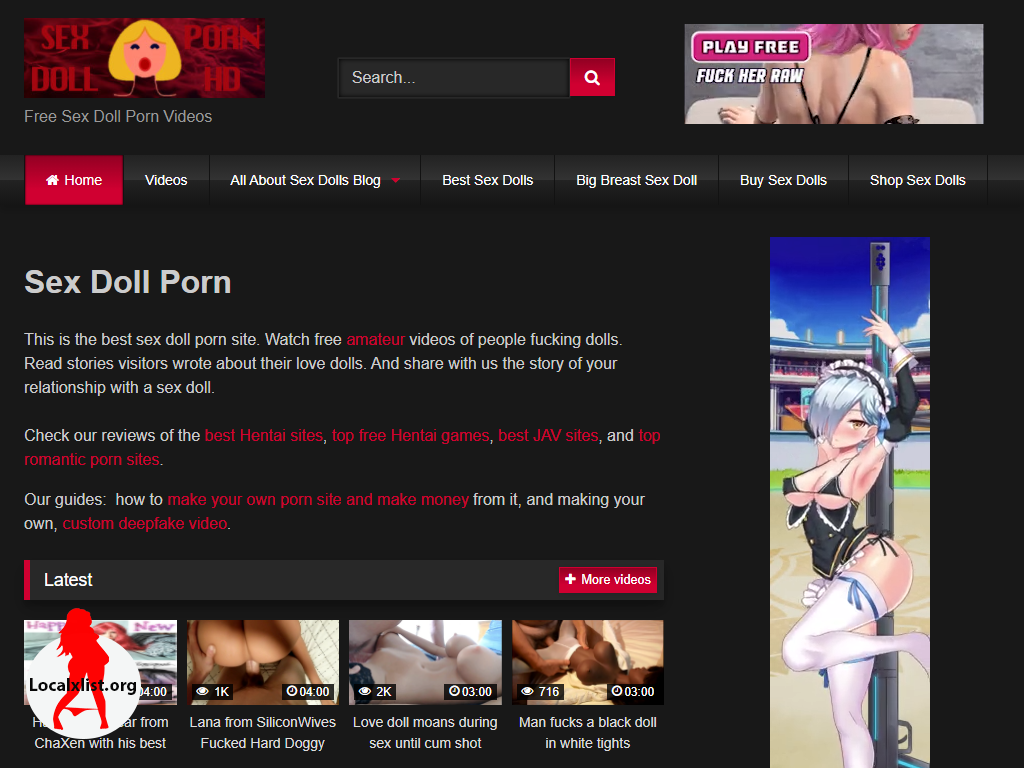 SEX PORN
DOLL HD
Free Sex Doll Porn Videos
Search...
PLAY FREE
FUCK HER RAW
Home
Videos
All About Sex Dolls Blog
Best Sex Dolls
Big Breast Sex Doll
Buy Sex Dolls
Shop Sex Dolls
Sex Doll Porn
This is the best sex doll porn site. Watch free amateur videos of people fucking dolls.
Read stories visitors wrote about their love dolls. And share with us the story of your
relationship with a sex doll.
Check our reviews of the best Hentai sites, top free Hentai games, best JAV sites, and top
romantic porn sites.
Our guides:  how to make your own porn site and make money from it, and making your
own, custom deepfake video.
Latest
More videos
Localxlist.org
04:00
1K
04:00
2K
03:00
716
03:00
from
ChaXen with his best
Lana from SiliconWives
Fucked Hard Doggy
Love doll moans during
sex until cum shot
Man fucks a black doll
in white tights